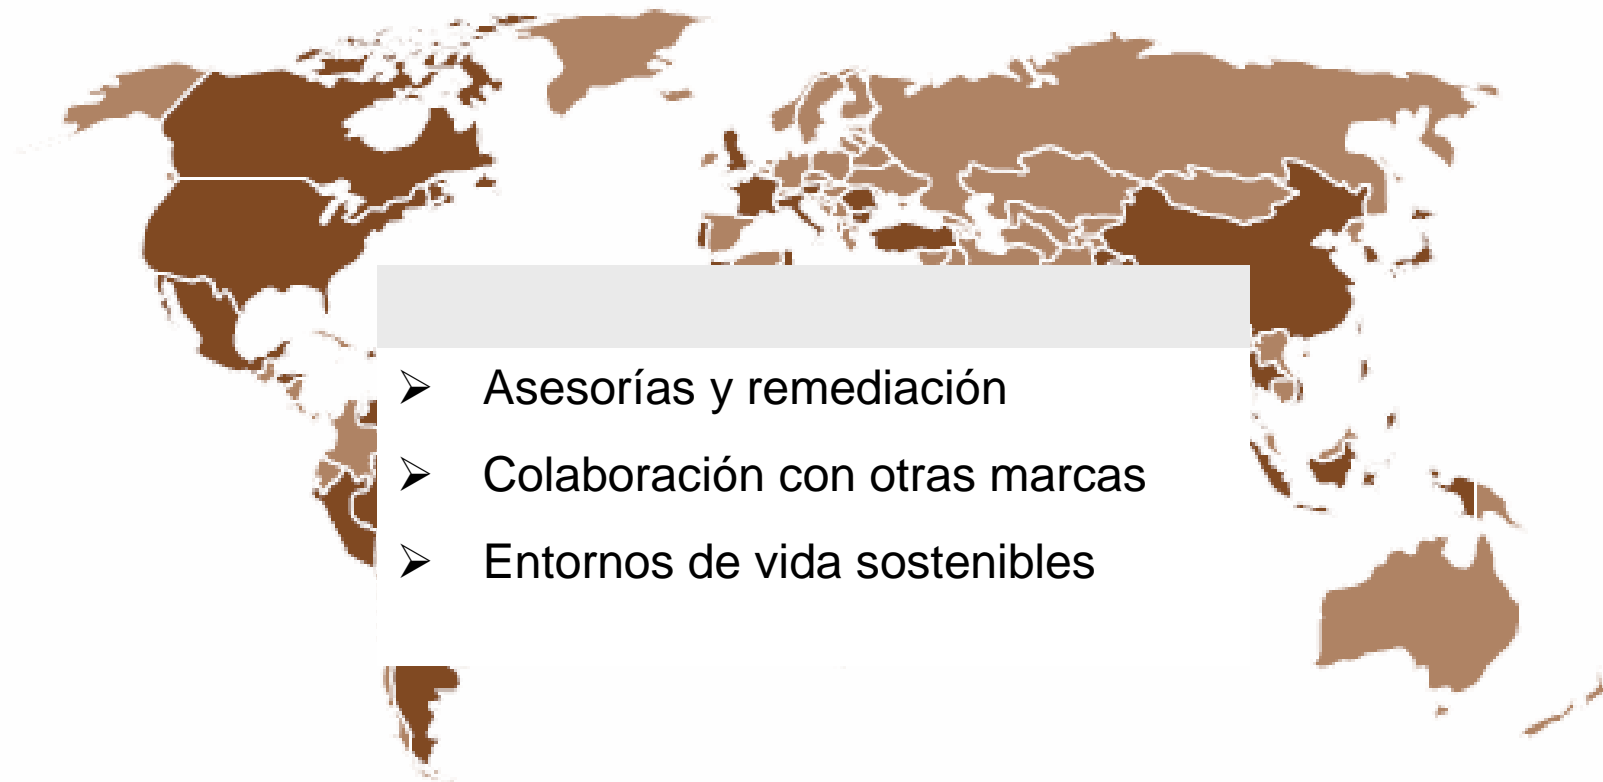 ➢ Asesorías y remediación
➢ Colaboración con otras marcas
➢ Entornos de vida sostenibles